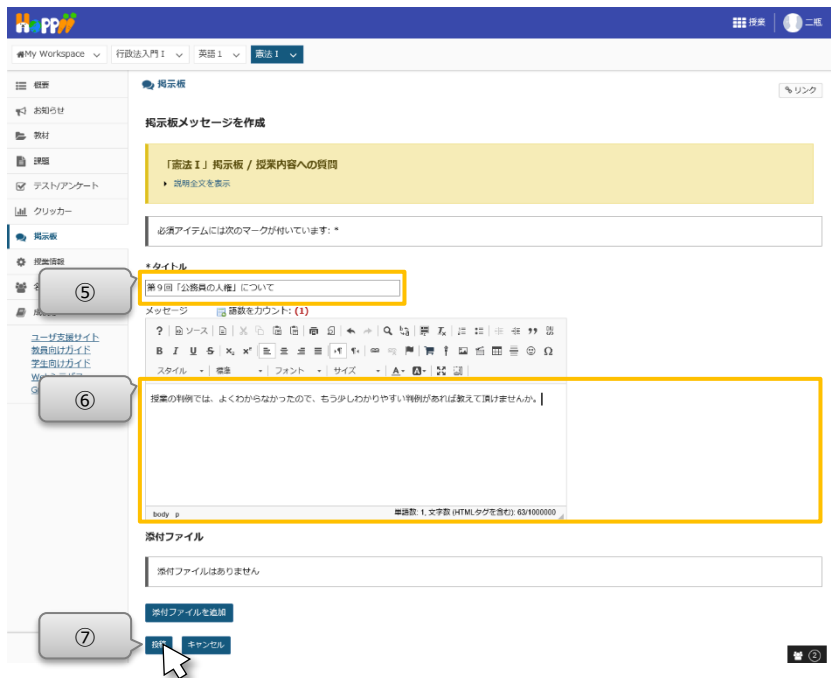 Hoppii
授業
二瓶
My Workspace
行政法入門Ⅰ
英語1
憲法Ⅰ
概要
お知らせ
教材
課題
テスト/アンケート
クリッカー
掲示板
授業情報
ユーザ支援サイト
教員向けガイド
学生向けガイド
掲示板
リンク
掲示板メッセージを作成
「憲法Ⅰ」掲示板 / 授業内容への質問
説明全文を表示
必須アイテムには次のマークが付いています: *
⑤
* タイトル
第9回「公務員の人権」について
メッセージ 語数をカウント: (1)
? ソース
B I U S x₂ x²
スタイル 標準 フォント サイズ A A
⑥
授業の判例では、よくわからなかったので、もう少しわかりやすい判例があれば教えて頂けませんか。
body p
単語数: 1, 文字数 (HTMLタグを含む): 63/1000000
添付ファイル
添付ファイルはありません
添付ファイルを追加
⑦
投稿 キャンセル
②